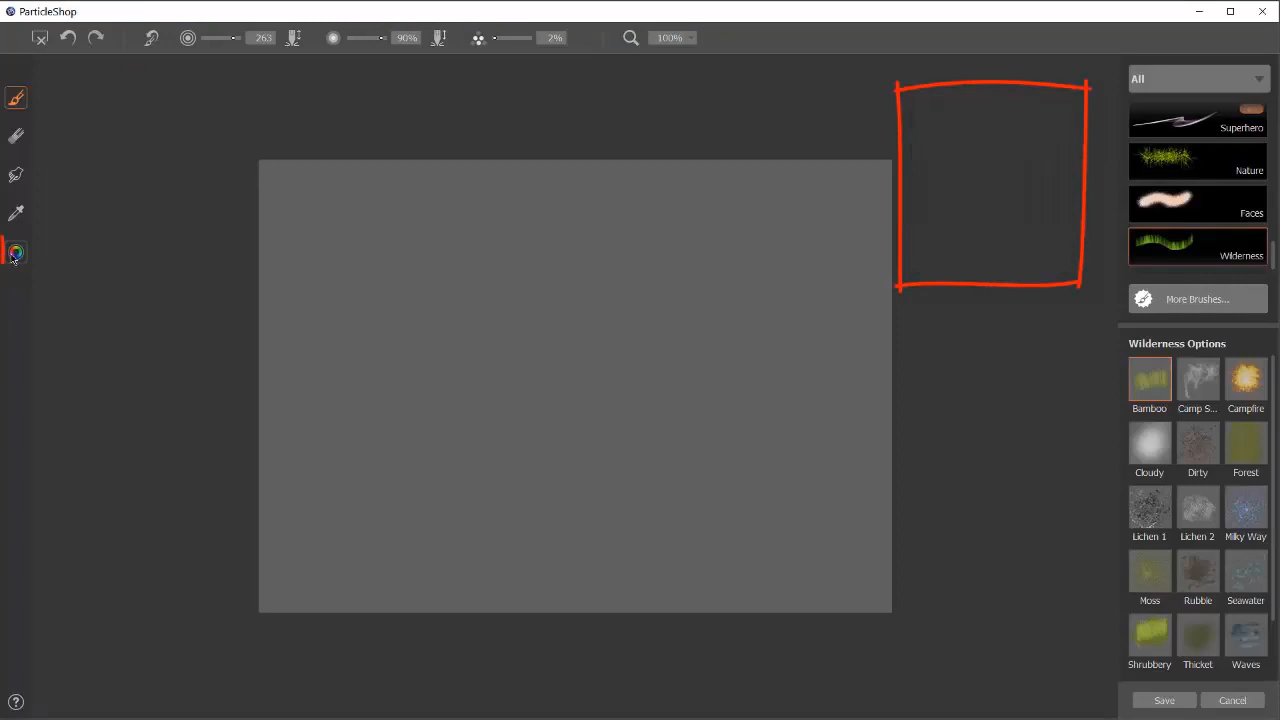 ParticleShop
263
90%
2%
100%
All
Superhero
Nature
Faces
Wilderness
More Brushes...
Wilderness Options
Bamboo Camp S... Campfire
Cloudy Dirty Forest
Lichen 1 Lichen 2 Milky Way
Moss Rubble Seawater
Shrubbery Thicket Waves
Save Cancel